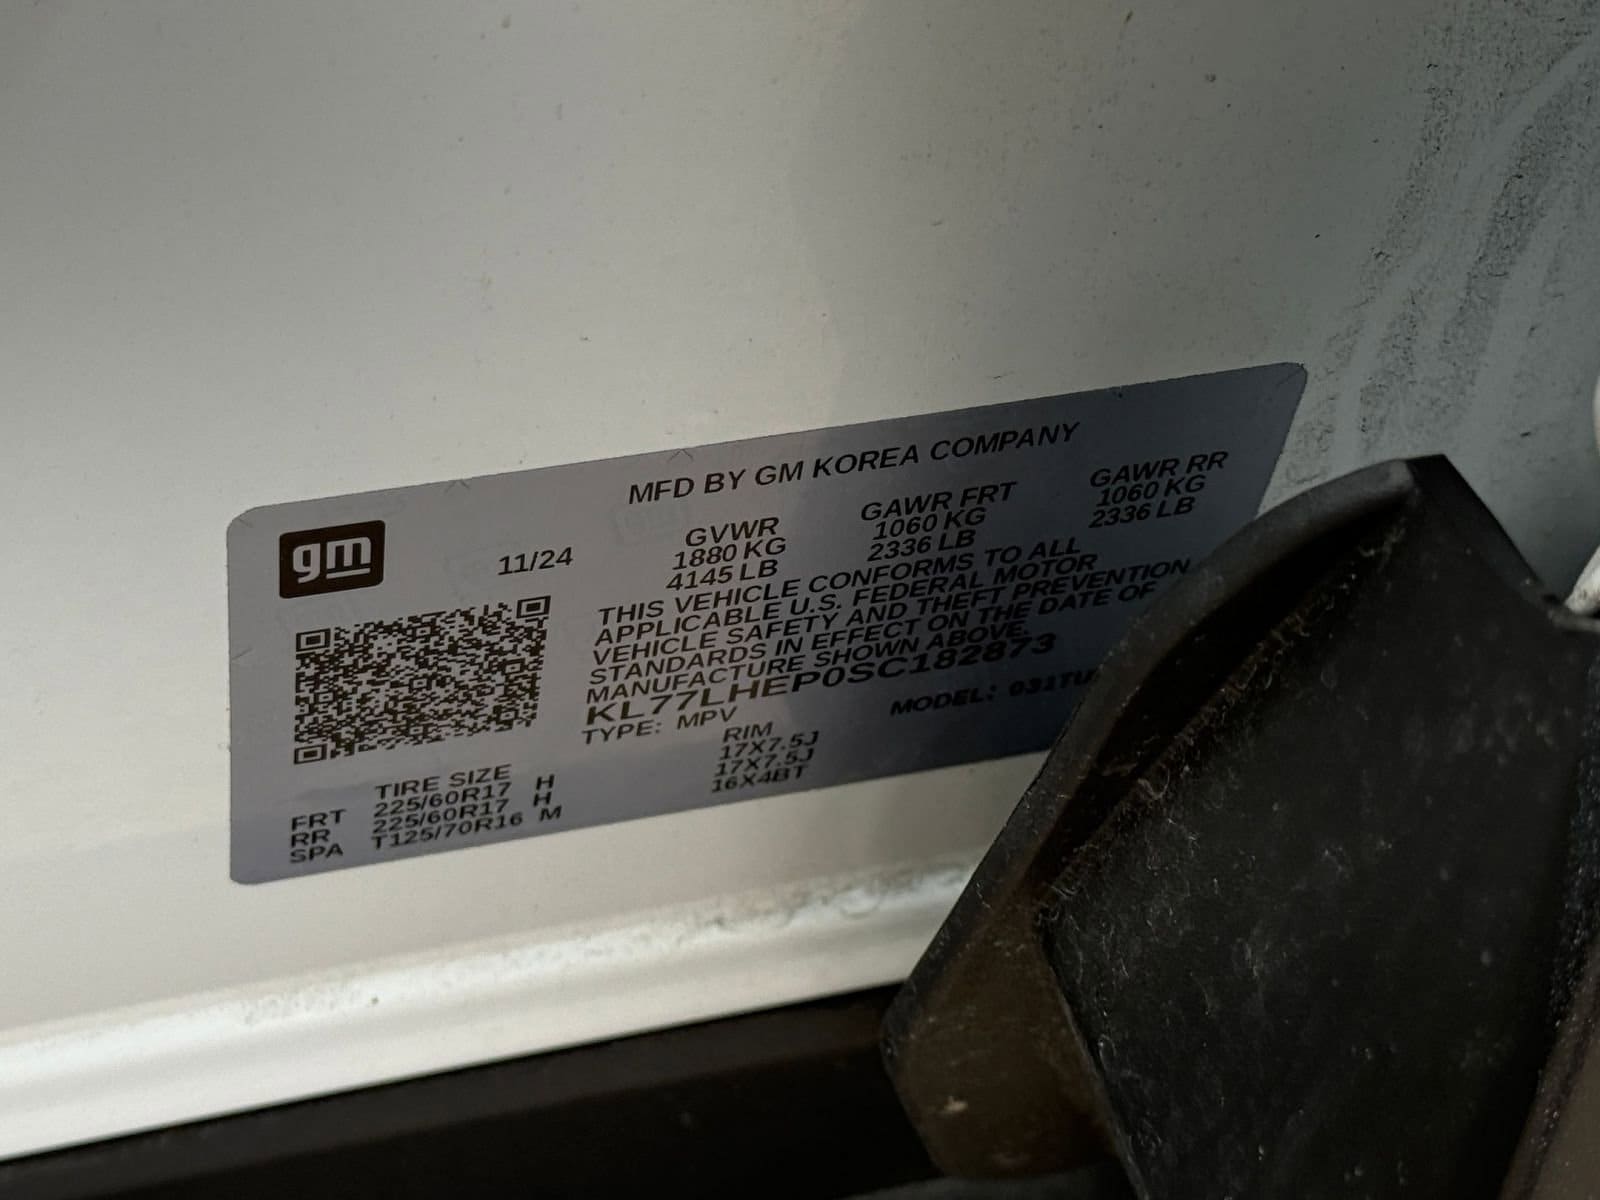 MFD BY GM KOREA COMPANY
gm
11/24
GVWR GAWR FRT GAWR RR
1880 KG 1060 KG 1060 KG
4145 LB 2336 LB 2336 LB
THIS VEHICLE CONFORMS TO ALL
APPLICABLE U.S. FEDERAL MOTOR
VEHICLE SAFETY AND THEFT PREVENTION
STANDARDS IN EFFECT ON THE DATE OF
MANUFACTURE SHOWN ABOVE.
KL77LHEP0SC182873
TYPE: MPV MODEL:
TIRE SIZE RIM
FRT 225/60R17 H 17X7.5J
RR 225/60R17 H 17X7.5J
SPA T125/70R16 M 16X4BT